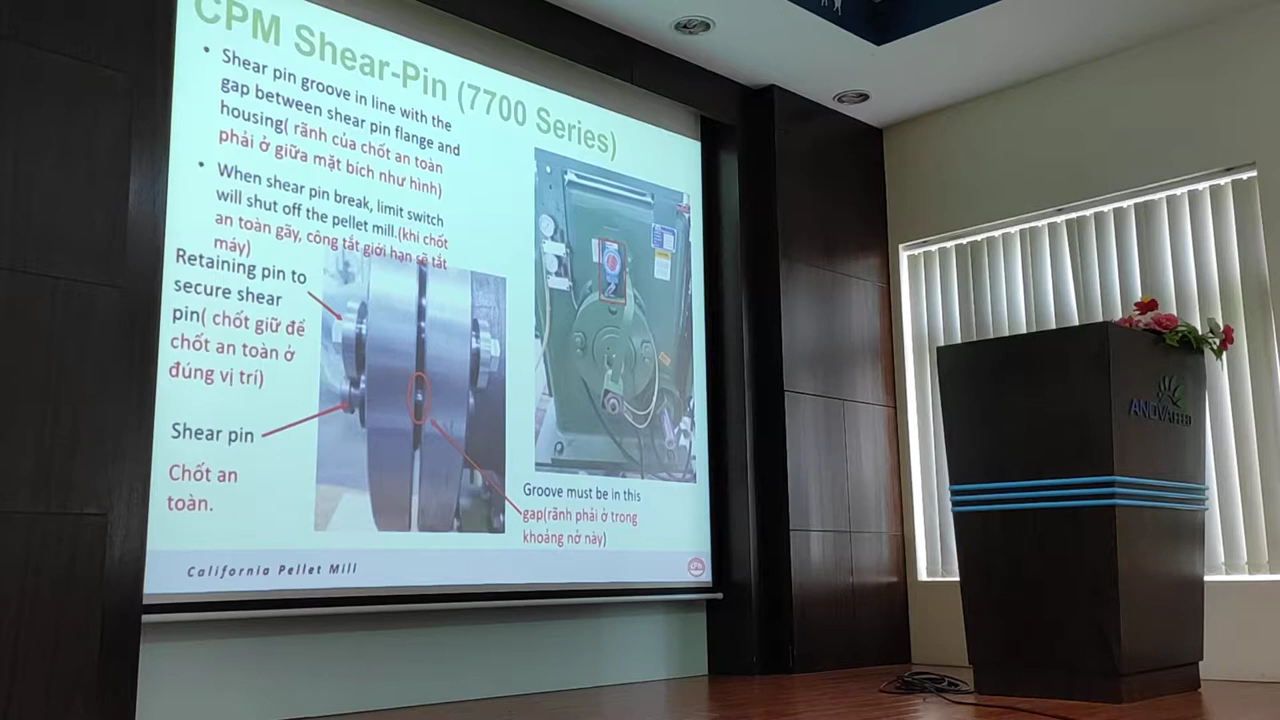 CPM Shear-Pin (7700 Series)
• Shear pin groove in line with the
gap between shear pin flange and
housing( rãnh của chốt an toàn
phải ở giữa mặt bích như hình)
• When shear pin break, limit switch
will shut off the pellet mill.(khi chốt
an toàn gãy, công tắt giới hạn sẽ tắt
máy)
Retaining pin to
secure shear
pin( chốt giữ để
chốt an toàn ở
đúng vị trí)
Shear pin
Chốt an
toàn.
Groove must be in this
gap(rãnh phải ở trong
khoảng nở này)
California Pellet Mill
CPM
ANOVAFEED